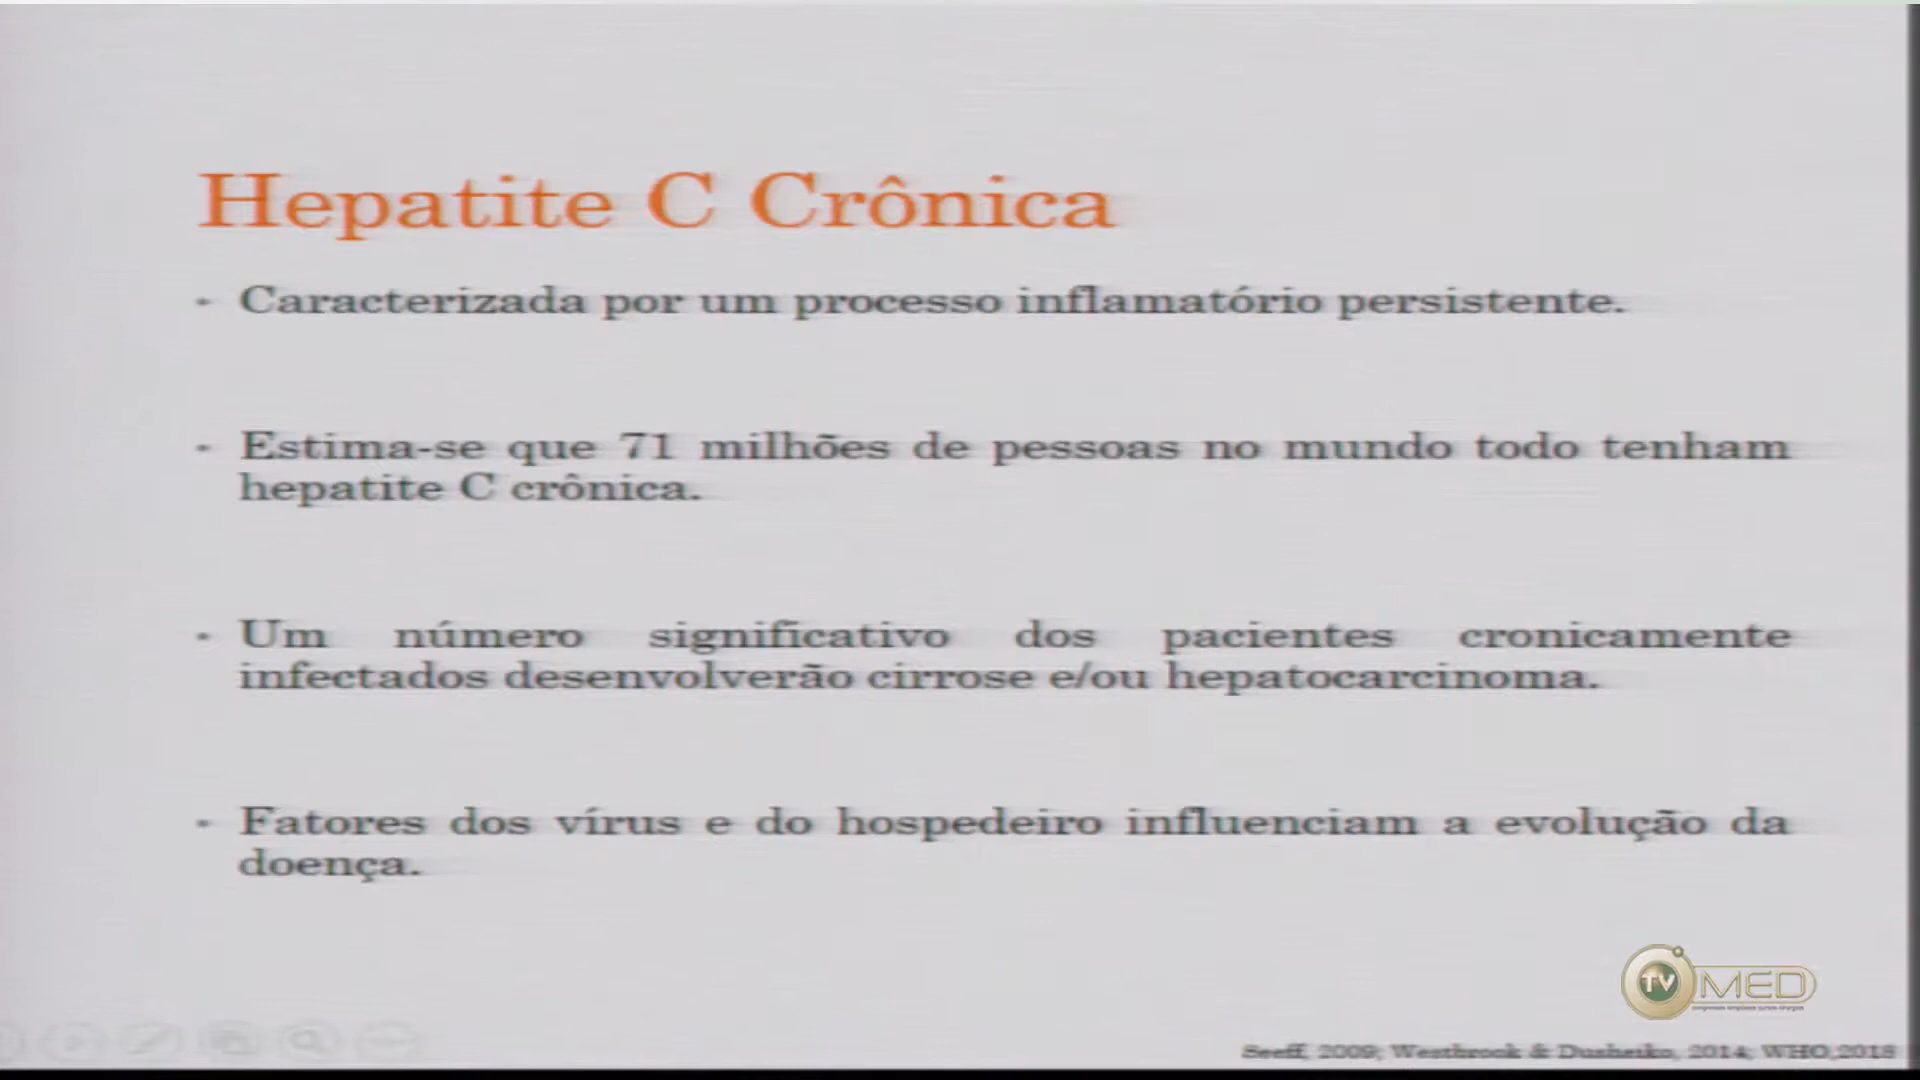 Hepatite C Crônica
• Caracterizada por um processo inflamatório persistente.
• Estima-se que 71 milhões de pessoas no mundo todo tenham
hepatite C crônica.
• Um número significativo dos pacientes cronicamente
infectados desenvolverão cirrose e/ou hepatocarcinoma.
• Fatores dos vírus e do hospedeiro influenciam a evolução da
doença.
TV MED
Seeff, 2009; Westbrook & Dusheiko, 2014; WHO,2018